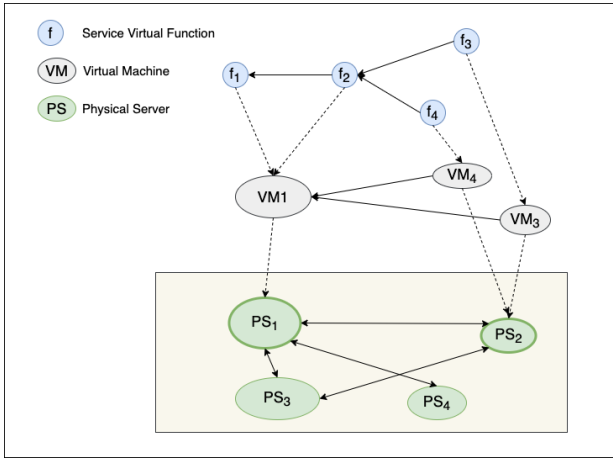 f Service Virtual Function
VM Virtual Machine
PS Physical Server
f3
f1
f2
f4
VM4
VM1
VM3
PS1
PS2
PS3
PS4